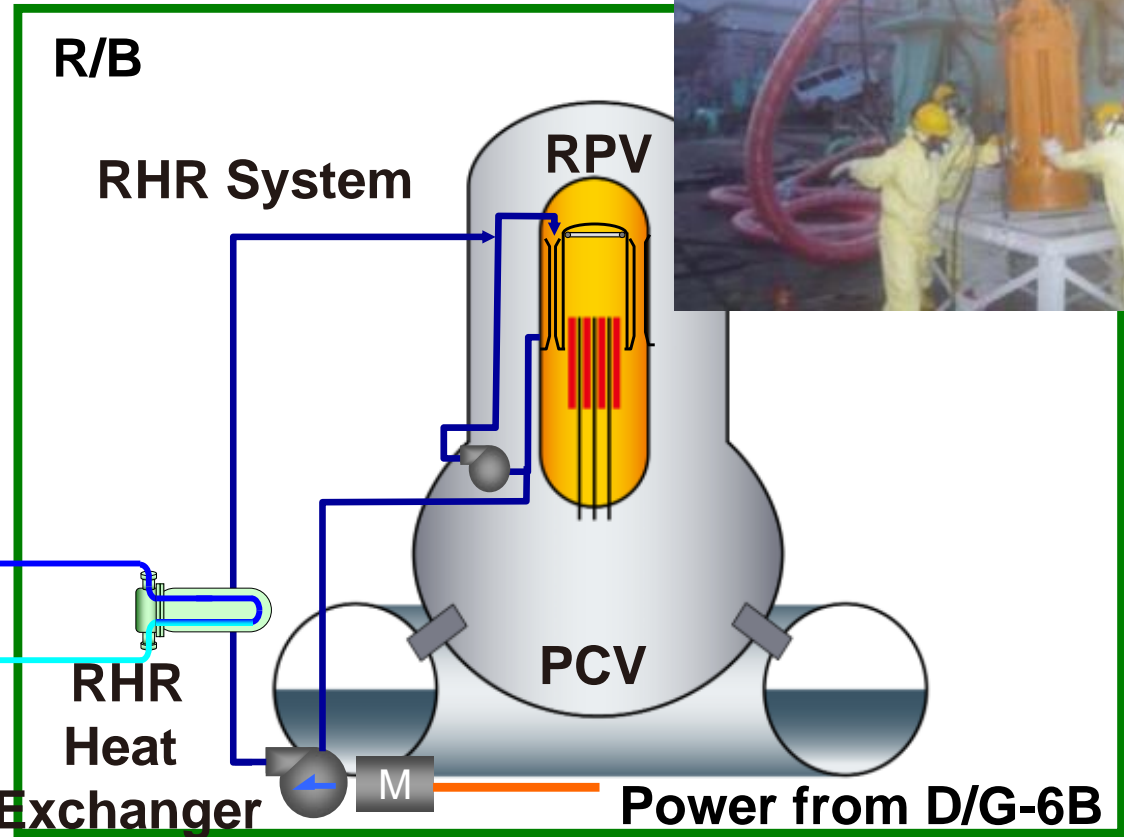 R/B
RPV
RHR System
PCV
RHR
Heat
Exchanger
M
Power from D/G-6B